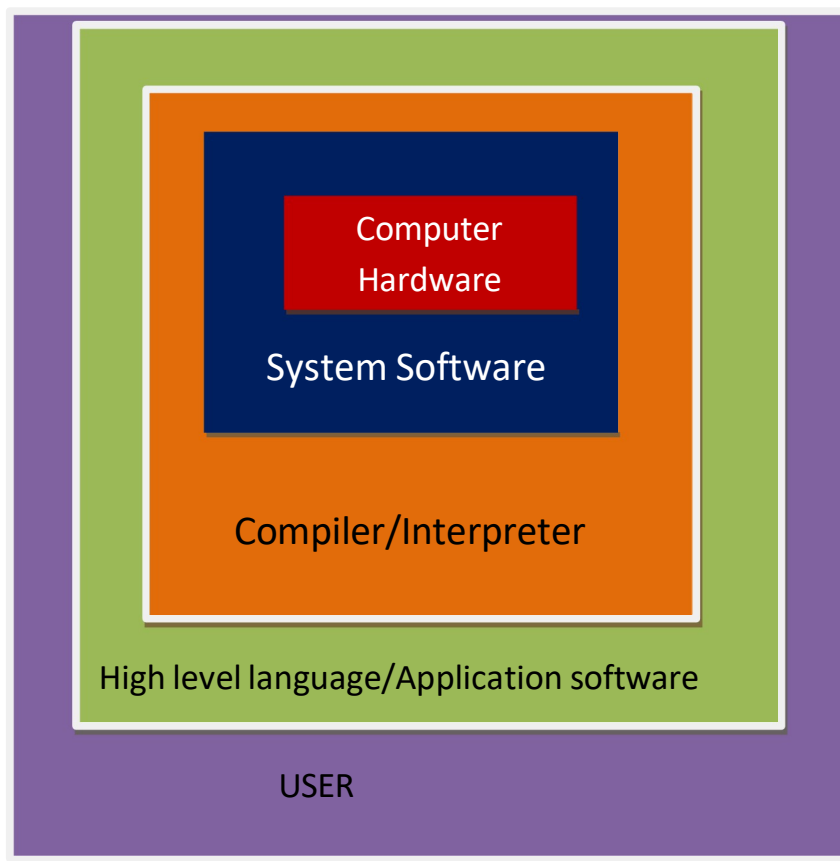 Computer
Hardware
System Software
Compiler/Interpreter
High level language/Application software
USER